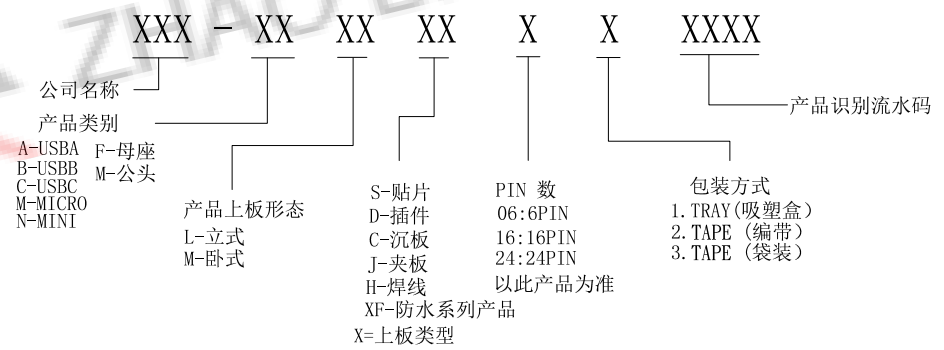 XXX - XX XX XX X X XXXX
公司名称
产品类别
A-USBA F-母座
B-USBB M-公头
C-USBC
M-MICRO
N-MINI
产品上板形态
L-立式
M-卧式
S-贴片
D-插件
C-沉板
J-夹板
H-焊线
XF-防水系列产品
X=上板类型
PIN 数
06:6PIN
16:16PIN
24:24PIN
以此产品为准
包装方式
1.TRAY(吸塑盒)
2.TAPE (编带)
3.TAPE (袋装)
产品识别流水码